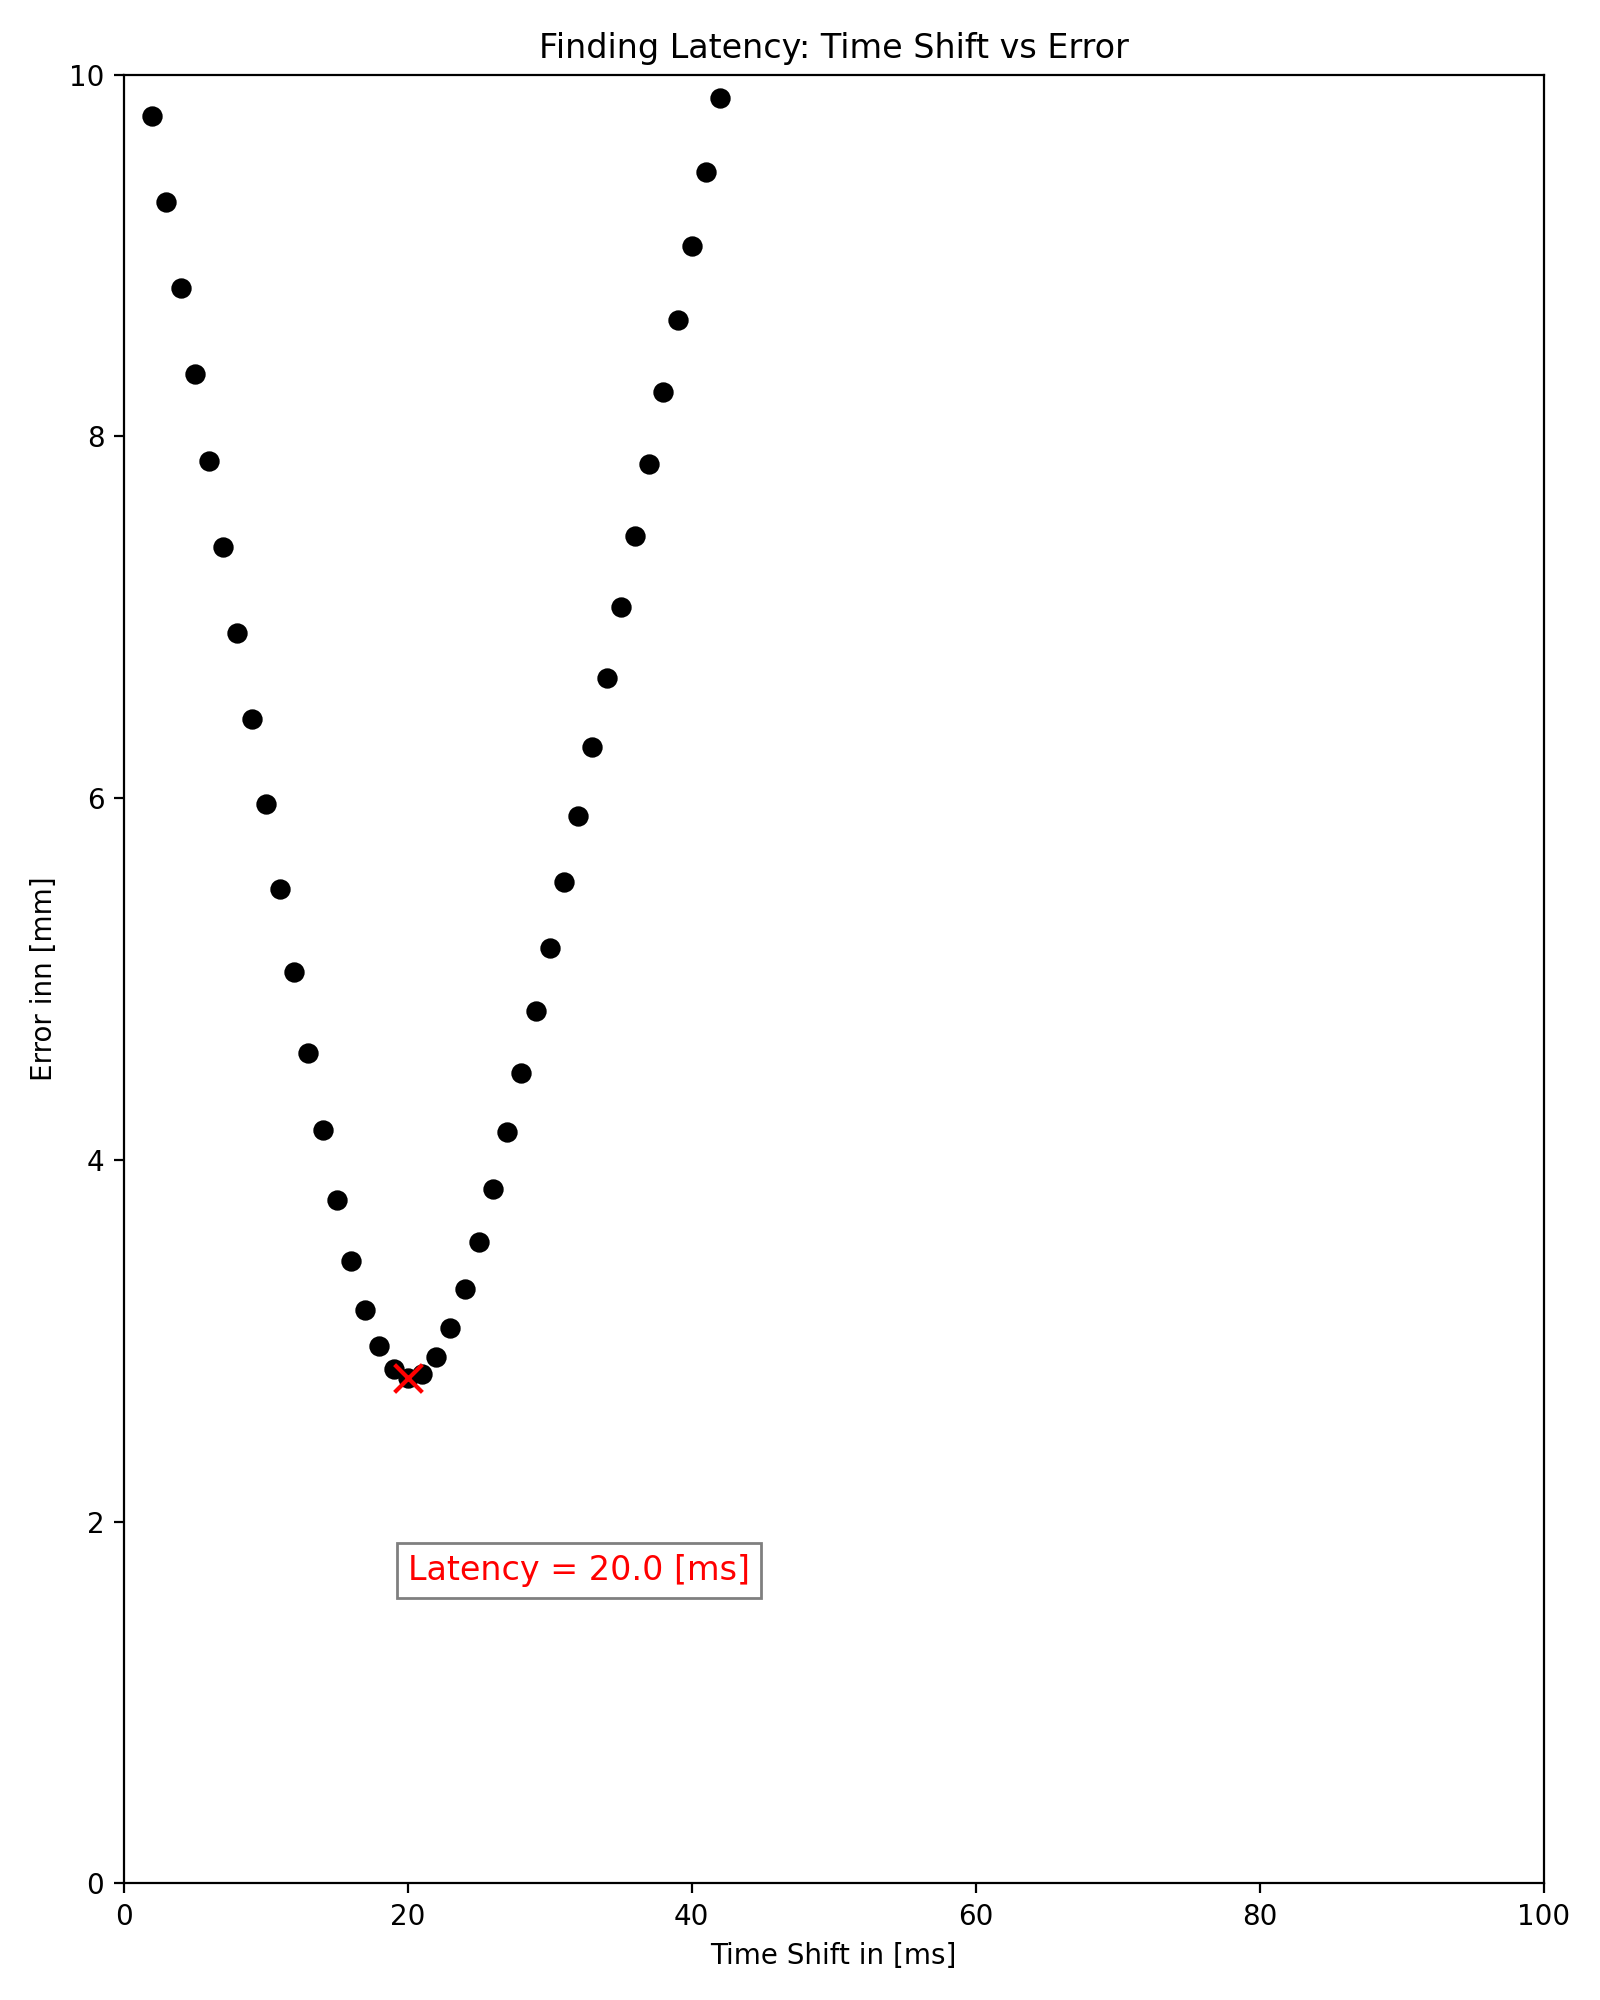 Finding Latency: Time Shift vs Error
10
8
6
4
2
0
Error inn [mm]
Latency = 20.0 [ms]
0 20 40 60 80 100
Time Shift in [ms]